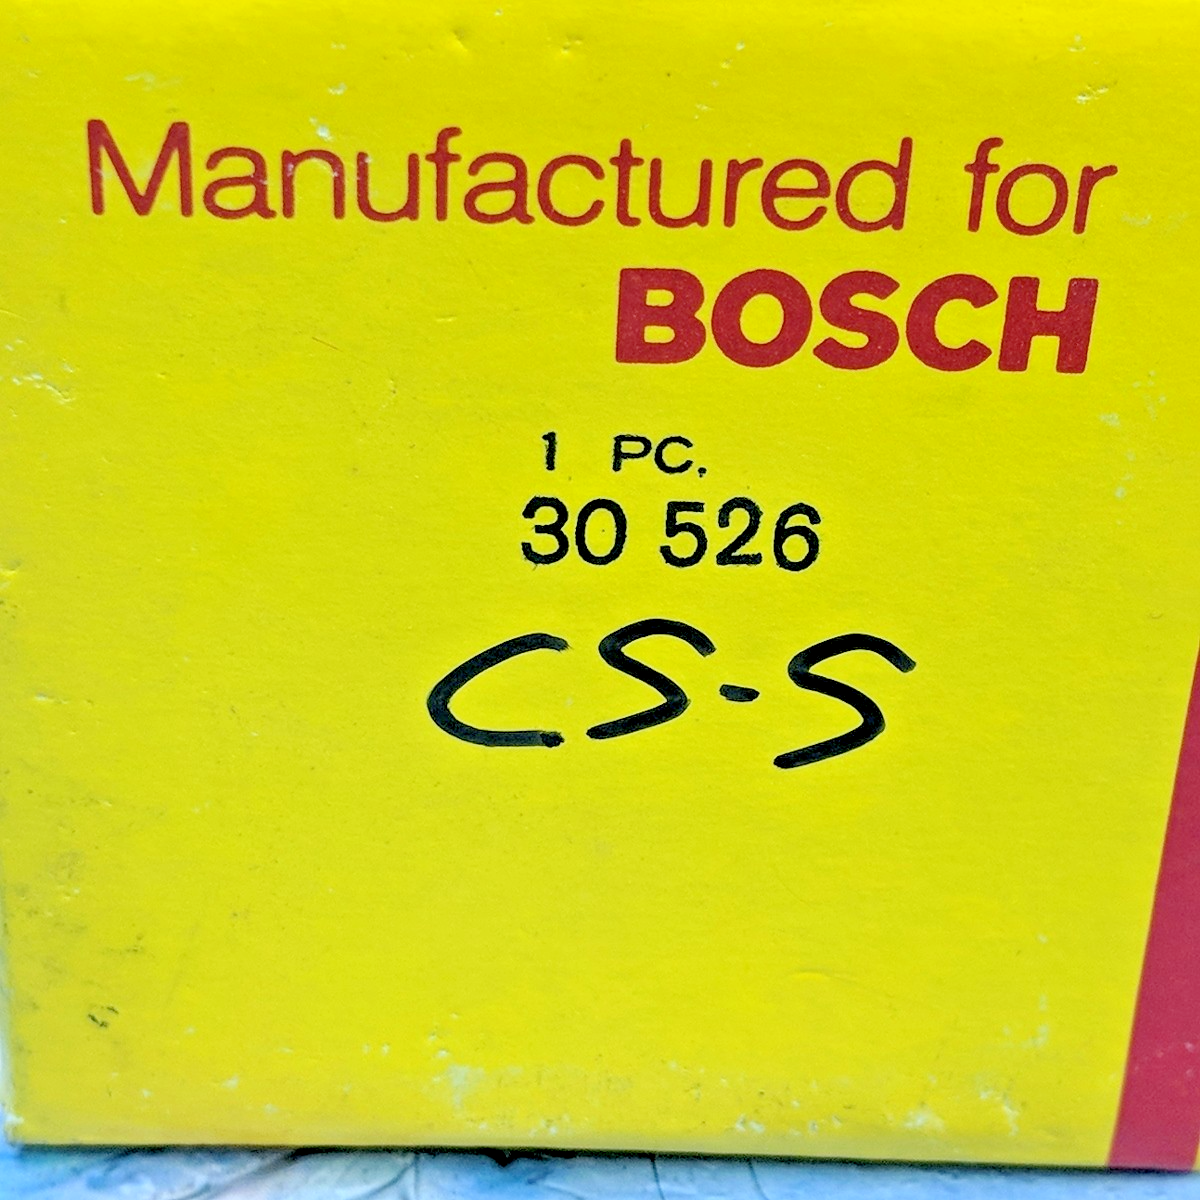 Manufactured for
BOSCH
1 PC.
30 526
CS-S